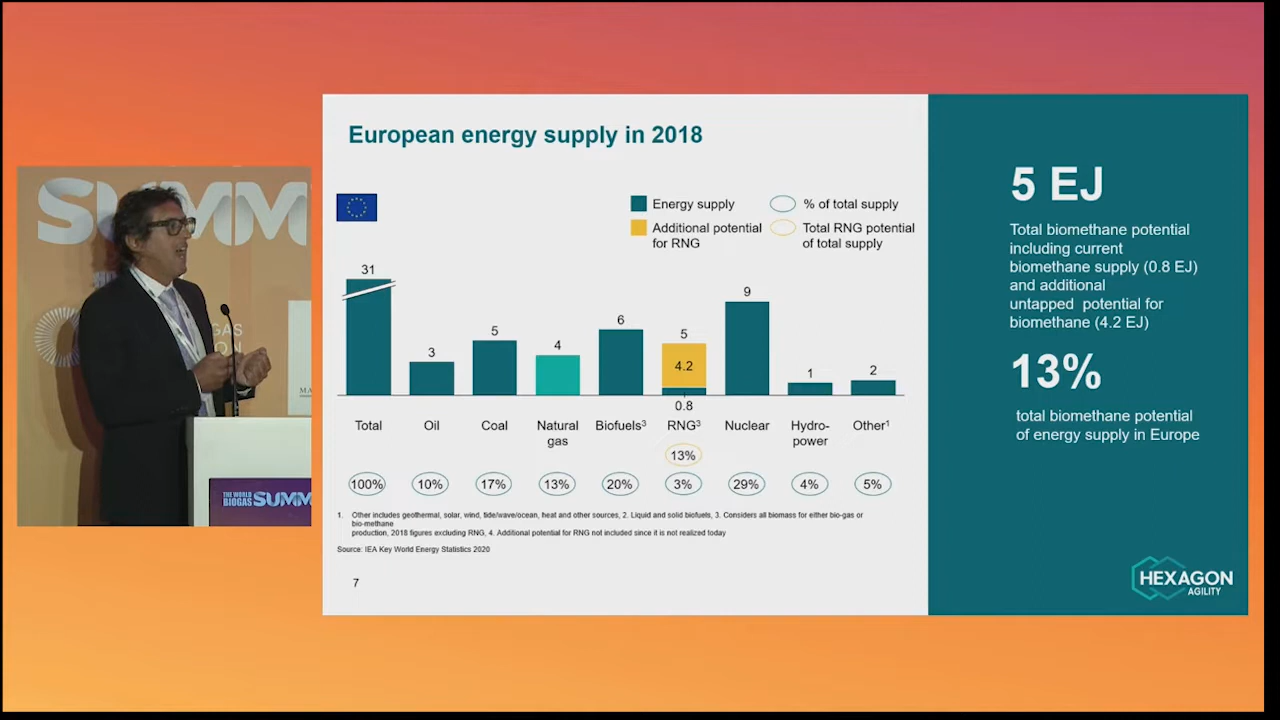 SUMM
GAS
ON
MA
THE WORLD
BIOGAS SUMM
European energy supply in 2018
Energy supply
% of total supply
Additional potential
for RNG
Total RNG potential
of total supply
31
3
5
4
6
5
4.2
0.8
9
1
2
Total
Oil
Coal
Natural
gas
Biofuels³
RNG³
Nuclear
Hydro-
power
Other¹
13%
100%
10%
17%
13%
20%
3%
29%
4%
5%
1. Other includes geothermal, solar, wind, tide/wave/ocean, heat and other sources, 2. Liquid and solid biofuels, 3. Considers all biomass for either bio-gas or
bio-methane
production, 2018 figures excluding RNG, 4. Additional potential for RNG not included since it is not realized today
Source: IEA Key World Energy Statistics 2020
7
5 EJ
Total biomethane potential
including current
biomethane supply (0.8 EJ)
and additional
untapped potential for
biomethane (4.2 EJ)
13%
total biomethane potential
of energy supply in Europe
HEXAGON
AGILITY